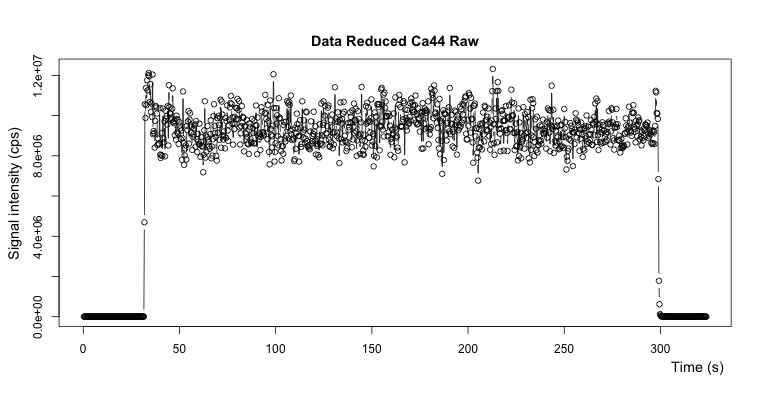 Data Reduced Ca44 Raw
Signal intensity (cps)
1.2e+07
8.0e+06
4.0e+06
0.0e+00
0 50 100 150 200 250 300
Time (s)